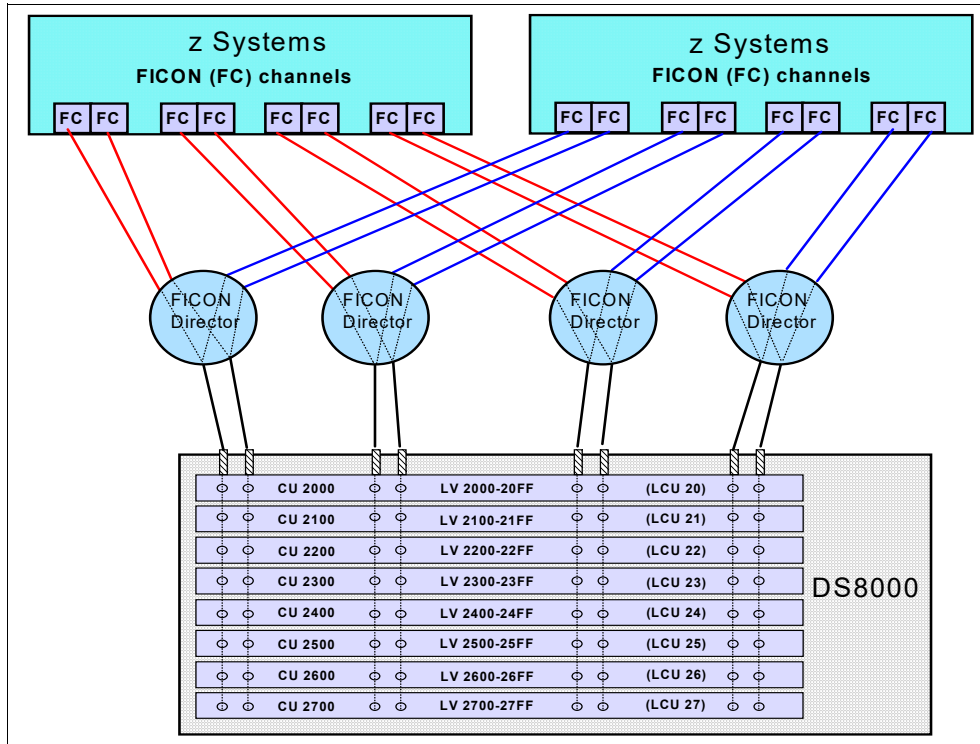 z Systems
FICON (FC) channels
FC FC FC FC FC FC FC FC
z Systems
FICON (FC) channels
FC FC FC FC FC FC FC FC
FICON
Director
FICON
Director
FICON
Director
FICON
Director
CU 2000 LV 2000-20FF (LCU 20)
CU 2100 LV 2100-21FF (LCU 21)
CU 2200 LV 2200-22FF (LCU 22)
CU 2300 LV 2300-23FF (LCU 23)
CU 2400 LV 2400-24FF (LCU 24)
CU 2500 LV 2500-25FF (LCU 25)
CU 2600 LV 2600-26FF (LCU 26)
CU 2700 LV 2700-27FF (LCU 27)
DS8000